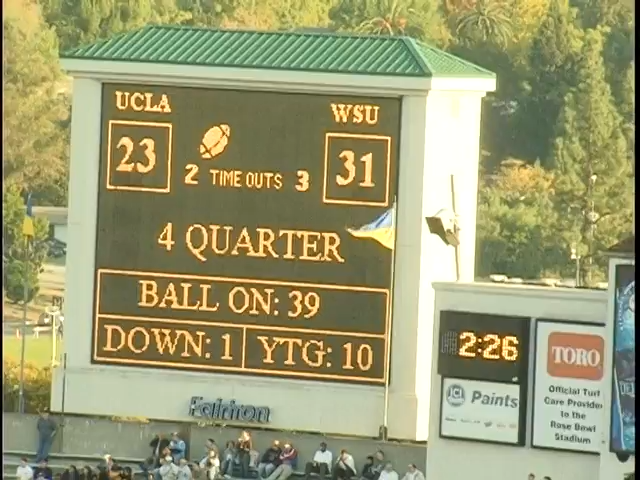 UCLA
WSU
23
31
2 TIME OUTS 3
4 QUARTER
BALL ON: 39
DOWN: 1
YTG: 10
2:26
ICI Paints
TORO
Official Turf
Care Provider
to the
Rose Bowl
Stadium